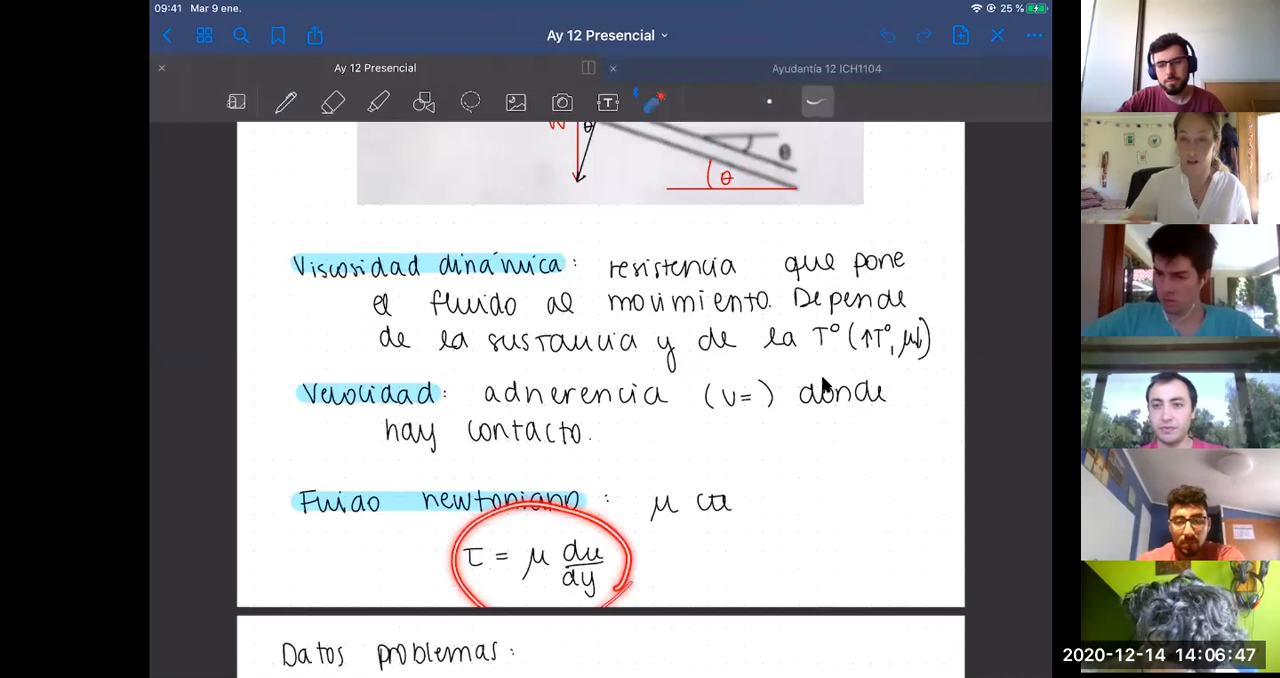 09:41 Mar 9 ene.
25 %
Ay 12 Presencial
Ay 12 Presencial
Ayudantía 12 ICH1104
W θ
θ
θ
Viscosidad dinámica: resistencia que pone
el fluido al movimiento. Depende
de la sustancia y de la T° (↑T°, μ↓)
Velocidad: adherencia (v=) donde
hay contacto.
Fluido newtoniano: μ cte
τ = μ du/dy
Datos problemas:
2020-12-14 14:06:47